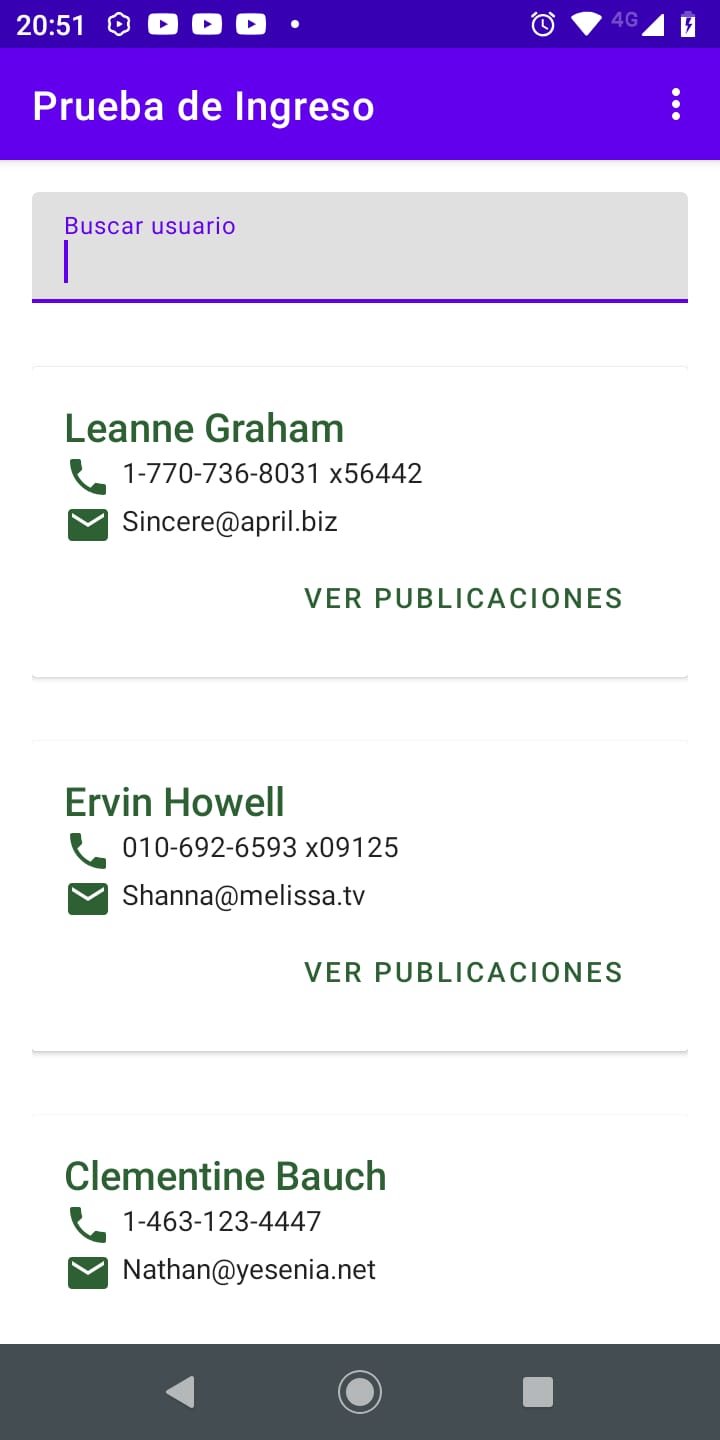 20:51
4G
Prueba de Ingreso
Buscar usuario
Leanne Graham
1-770-736-8031 x56442
Sincere@april.biz
VER PUBLICACIONES
Ervin Howell
010-692-6593 x09125
Shanna@melissa.tv
VER PUBLICACIONES
Clementine Bauch
1-463-123-4447
Nathan@yesenia.net